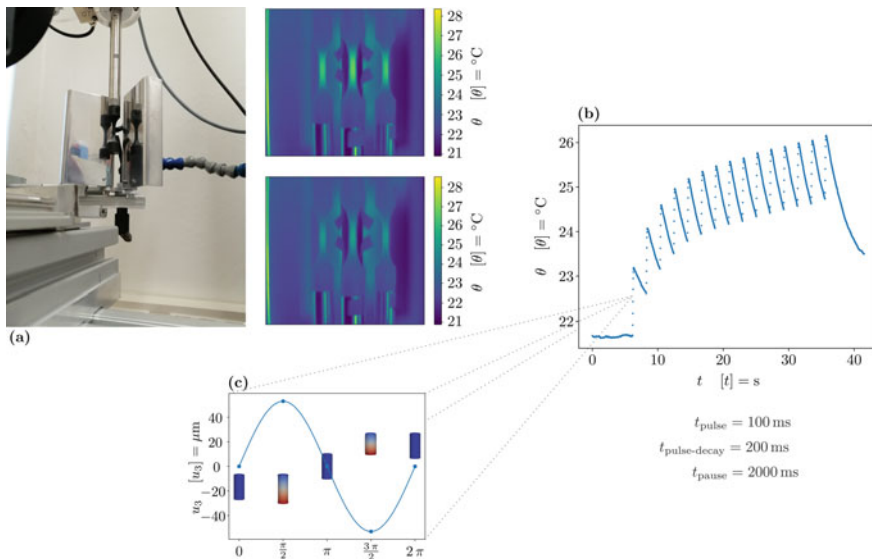 28
27
26
25
24
23
22
21
θ [θ] = °C
28
27
26
25
24
23
22
21
θ [θ] = °C
(a)
(b)
26
25
24
23
22
θ [θ] = °C
0 10 20 30 40
t [t] = s
t_pulse = 100 ms
t_pulse-decay = 200 ms
t_pause = 2000 ms
(c)
40
20
0
−20
−40
u_3 [u_3] = μm
0 π/2 π 3π/2 2π